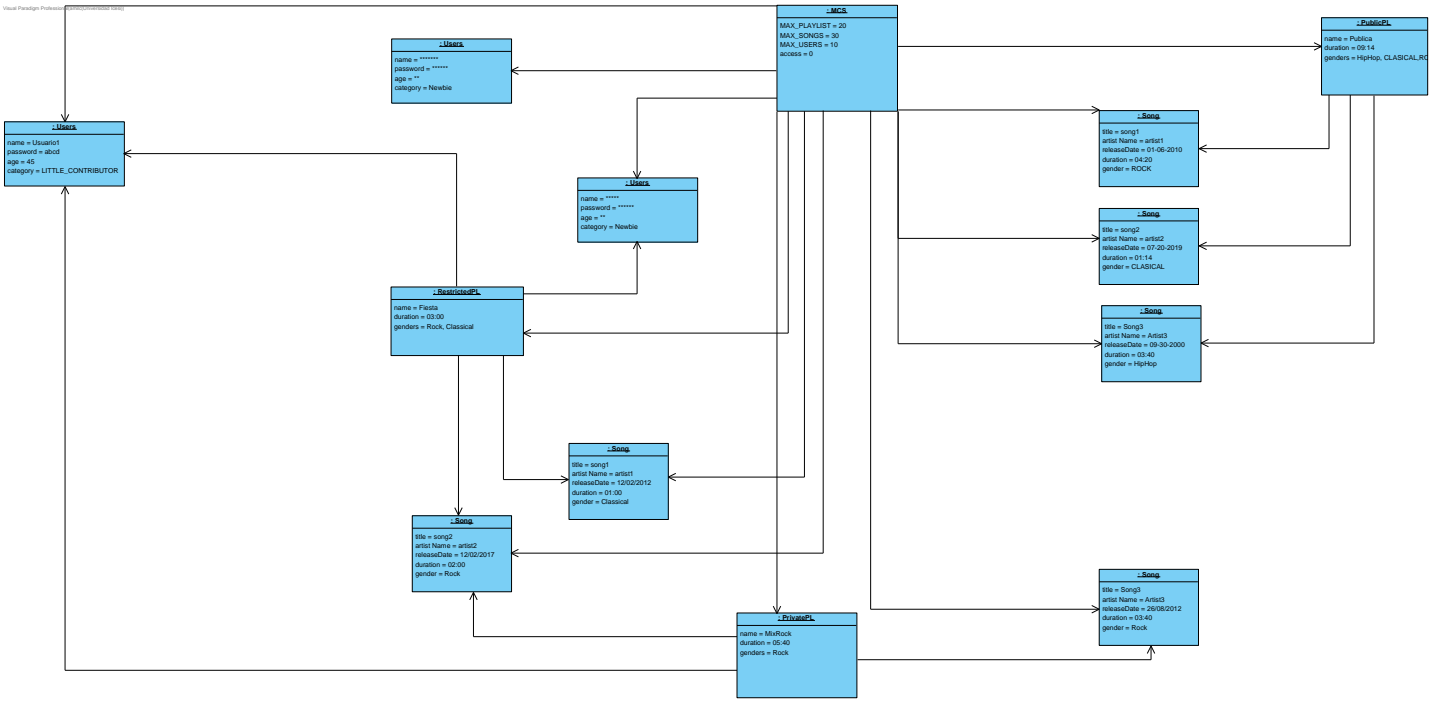 Visual Paradigm Professional
: MCS
MAX_PLAYLIST = 20
MAX_SONGS = 30
MAX_USERS = 10
access = 0
: PublicPL
name = Publica
duration = 09:14
genders = HipHop, CLASICAL,RO
: Users
name = *******
password = ******
age = **
category = Newbie
: Users
name = Usuario1
password = abcd
age = 45
category = LITTLE_CONTRIBUTOR
: Song
title = song1
artist Name = artist1
releaseDate = 01-06-2010
duration = 04:20
gender = ROCK
: Users
name = *****
password = ******
age = **
category = Newbie
: Song
title = song2
artist Name = artist2
releaseDate = 07-20-2019
duration = 01:14
gender = CLASICAL
: RestrictedPL
name = Fiesta
duration = 03:00
genders = Rock, Classical
: Song
title = Song3
artist Name = Artist3
releaseDate = 09-30-2000
duration = 03:40
gender = HipHop
: Song
title = song1
artist Name = artist1
releaseDate = 12/02/2012
duration = 01:00
gender = Classical
: Song
title = song2
artist Name = artist2
releaseDate = 12/02/2017
duration = 02:00
gender = Rock
: Song
title = Song3
artist Name = Artist3
releaseDate = 26/08/2012
duration = 03:40
gender = Rock
: PrivatePL
name = MixRock
duration = 05:40
genders = Rock